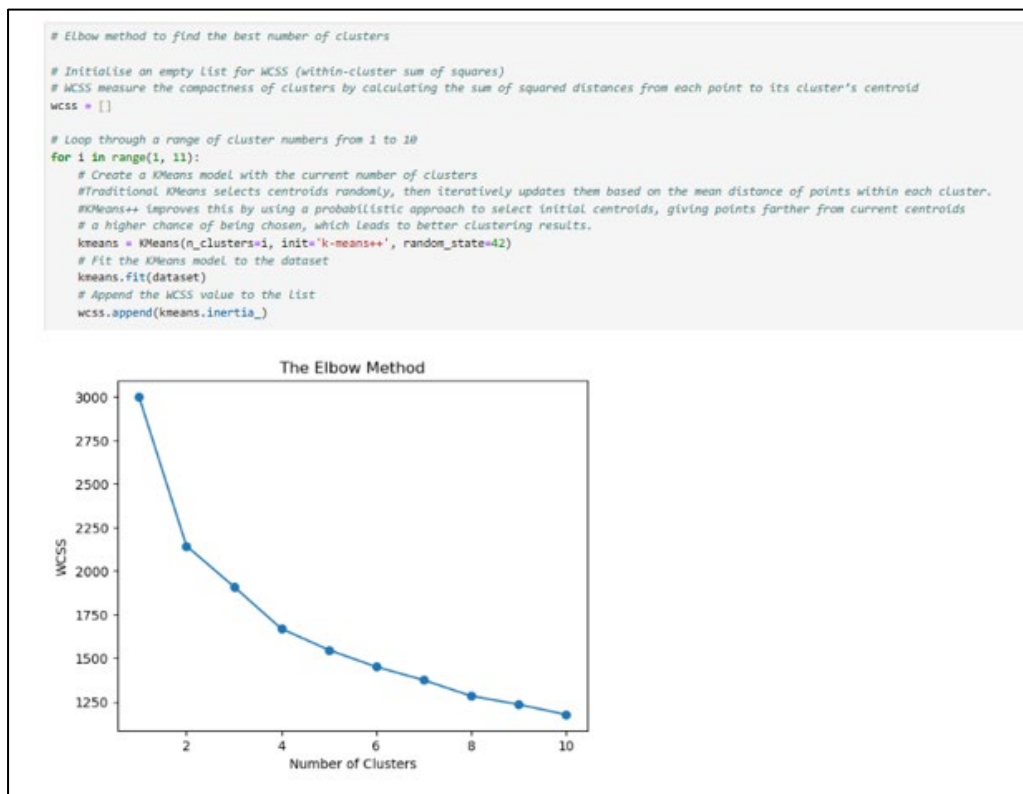 # Elbow method to find the best number of clusters
# Initialise an empty list for WCSS (within-cluster sum of squares)
# WCSS measure the compactness of clusters by calculating the sum of squared distances from each point to its cluster's centroid
wcss = []
# Loop through a range of cluster numbers from 1 to 10
for i in range(1, 11):
    # Create a KMeans model with the current number of clusters
    #Traditional KMeans selects centroids randomly, then iteratively updates them based on the mean distance of points within each cluster.
    #KMeans++ improves this by using a probabilistic approach to select initial centroids, giving points farther from current centroids
    # a higher chance of being chosen, which leads to better clustering results.
    kmeans = KMeans(n_clusters=i, init='k-means++', random_state=42)
    # Fit the KMeans model to the dataset
    kmeans.fit(dataset)
    # Append the WCSS value to the list
    wcss.append(kmeans.inertia_)
The Elbow Method
3000
2750
2500
2250
2000
1750
1500
1250
WCSS
2 4 6 8 10
Number of Clusters